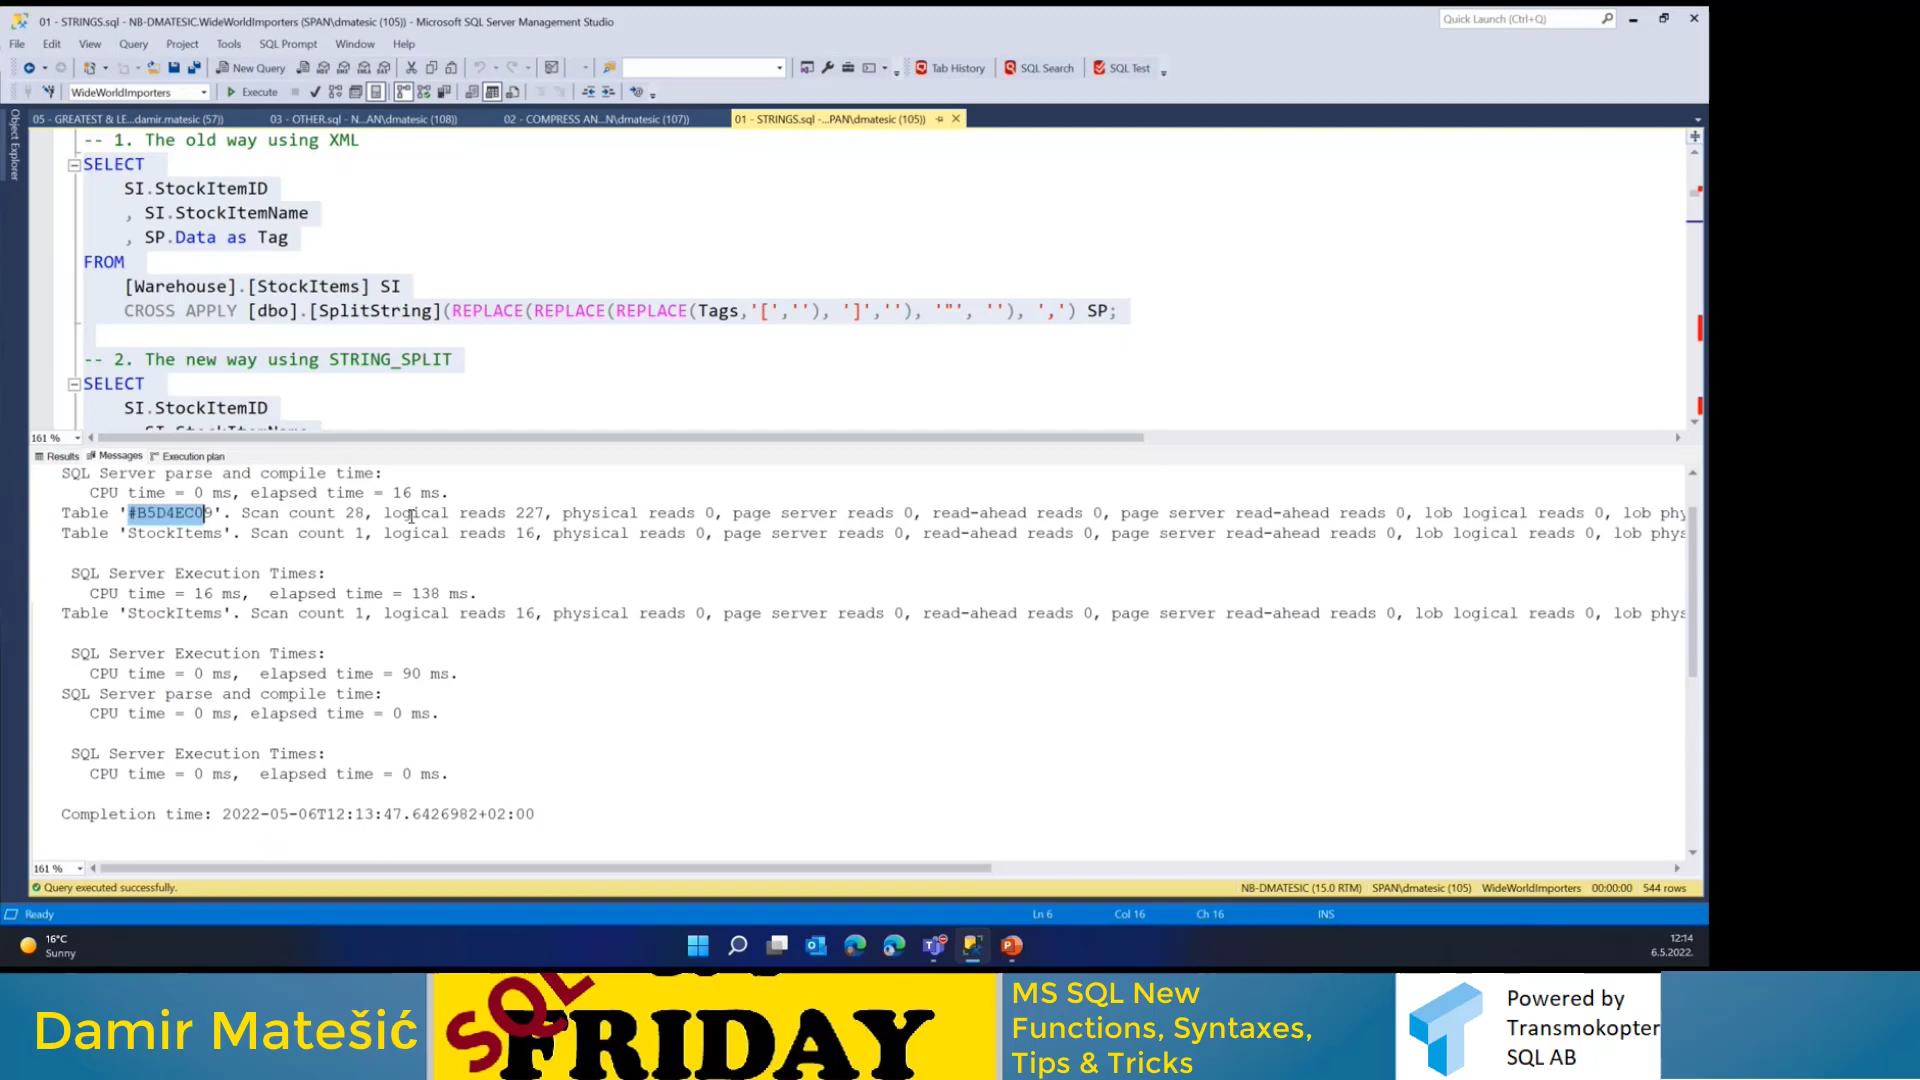 01 - STRINGS.sql - NB-DMATESIC.WideWorldImporters (SPAN\dmatesic (105)) - Microsoft SQL Server Management Studio
Quick Launch (Ctrl+Q)
File Edit View Query Project Tools SQL Prompt Window Help
New Query
Tab History SQL Search SQL Test
WideWorldImporters Execute
Object Explorer
05 - GREATEST & LE...damir.matesic (57)) 03 - OTHER.sql - N...AN\dmatesic (108)) 02 - COMPRESS AN...N\dmatesic (107)) 01 - STRINGS.sql -...PAN\dmatesic (105))
-- 1. The old way using XML
SELECT
SI.StockItemID
, SI.StockItemName
, SP.Data as Tag
FROM
[Warehouse].[StockItems] SI
CROSS APPLY [dbo].[SplitString](REPLACE(REPLACE(REPLACE(Tags,'[',''), ']',''), '"', ''), ',') SP;
-- 2. The new way using STRING_SPLIT
SELECT
SI.StockItemID
161 %
Results Messages Execution plan
SQL Server parse and compile time:
CPU time = 0 ms, elapsed time = 16 ms.
Table '#B5D4EC09'. Scan count 28, logical reads 227, physical reads 0, page server reads 0, read-ahead reads 0, page server read-ahead reads 0, lob logical reads 0, lob phy
Table 'StockItems'. Scan count 1, logical reads 16, physical reads 0, page server reads 0, read-ahead reads 0, page server read-ahead reads 0, lob logical reads 0, lob phys
SQL Server Execution Times:
CPU time = 16 ms, elapsed time = 138 ms.
Table 'StockItems'. Scan count 1, logical reads 16, physical reads 0, page server reads 0, read-ahead reads 0, page server read-ahead reads 0, lob logical reads 0, lob phys
SQL Server Execution Times:
CPU time = 0 ms, elapsed time = 90 ms.
SQL Server parse and compile time:
CPU time = 0 ms, elapsed time = 0 ms.
SQL Server Execution Times:
CPU time = 0 ms, elapsed time = 0 ms.
Completion time: 2022-05-06T12:13:47.6426982+02:00
161 %
Query executed successfully. NB-DMATESIC (15.0 RTM) SPAN\dmatesic (105) WideWorldImporters 00:00:00 544 rows
Ready Ln 6 Col 16 Ch 16 INS
16°C
Sunny
12:14
6.5.2022.
Damir Matešić
SQL
FRIDAY
MS SQL New
Functions, Syntaxes,
Tips & Tricks
Powered by
Transmokopter
SQL AB